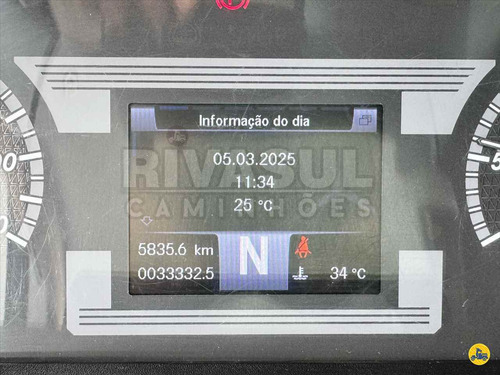 Informação do dia
05.03.2025
RIVASUL
11:34
CAMINHÕES
25 °C
5835.6 km
0033332.5
N
34 °C